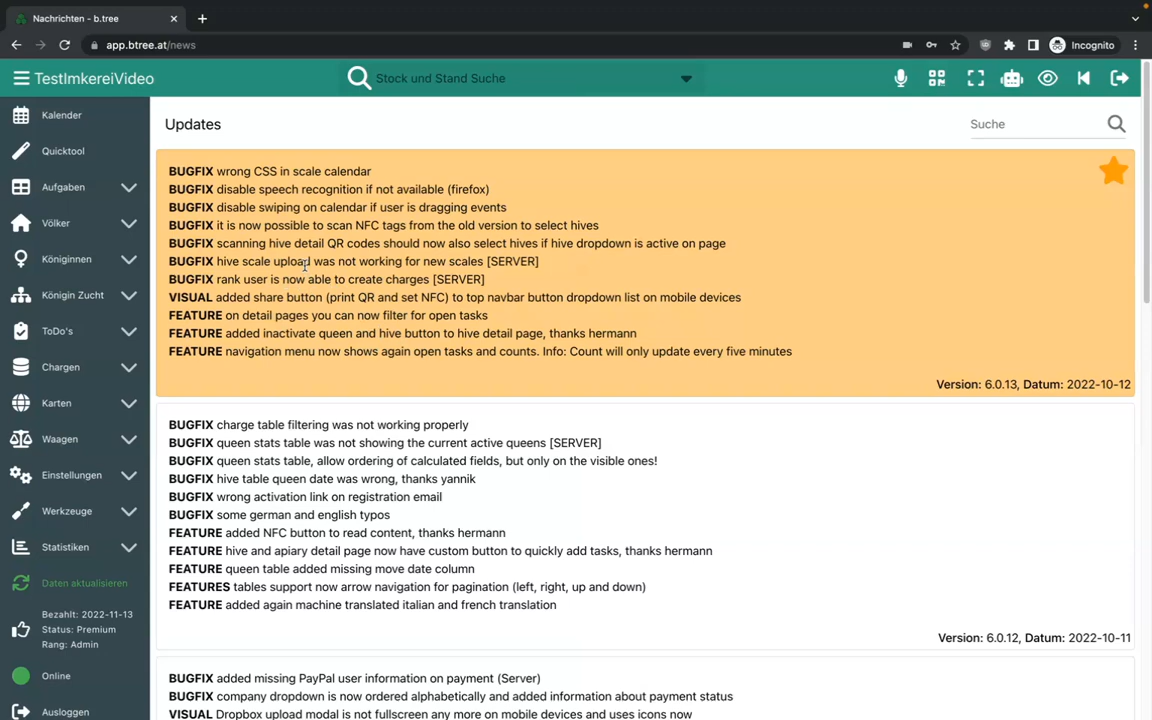 Nachrichten - b.tree
app.btree.at/news
Incognito
TestImkereiVideo
Stock und Stand Suche
Kalender
Quicktool
Aufgaben
Völker
Königinnen
Königin Zucht
ToDo's
Chargen
Karten
Waagen
Einstellungen
Werkzeuge
Statistiken
Daten aktualisieren
Bezahlt: 2022-11-13
Status: Premium
Rang: Admin
Online
Ausloggen
Updates
Suche
BUGFIX wrong CSS in scale calendar
BUGFIX disable speech recognition if not available (firefox)
BUGFIX disable swiping on calendar if user is dragging events
BUGFIX it is now possible to scan NFC tags from the old version to select hives
BUGFIX scanning hive detail QR codes should now also select hives if hive dropdown is active on page
BUGFIX hive scale upload was not working for new scales [SERVER]
BUGFIX rank user is now able to create charges [SERVER]
VISUAL added share button (print QR and set NFC) to top navbar button dropdown list on mobile devices
FEATURE on detail pages you can now filter for open tasks
FEATURE added inactivate queen and hive button to hive detail page, thanks hermann
FEATURE navigation menu now shows again open tasks and counts. Info: Count will only update every five minutes
Version: 6.0.13, Datum: 2022-10-12
BUGFIX charge table filtering was not working properly
BUGFIX queen stats table was not showing the current active queens [SERVER]
BUGFIX queen stats table, allow ordering of calculated fields, but only on the visible ones!
BUGFIX hive table queen date was wrong, thanks yannik
BUGFIX wrong activation link on registration email
BUGFIX some german and english typos
FEATURE added NFC button to read content, thanks hermann
FEATURE hive and apiary detail page now have custom button to quickly add tasks, thanks hermann
FEATURE queen table added missing move date column
FEATURES tables support now arrow navigation for pagination (left, right, up and down)
FEATURE added again machine translated italian and french translation
Version: 6.0.12, Datum: 2022-10-11
BUGFIX added missing PayPal user information on payment (Server)
BUGFIX company dropdown is now ordered alphabetically and added information about payment status
VISUAL Dropbox upload modal is not fullscreen any more on mobile devices and uses icons now